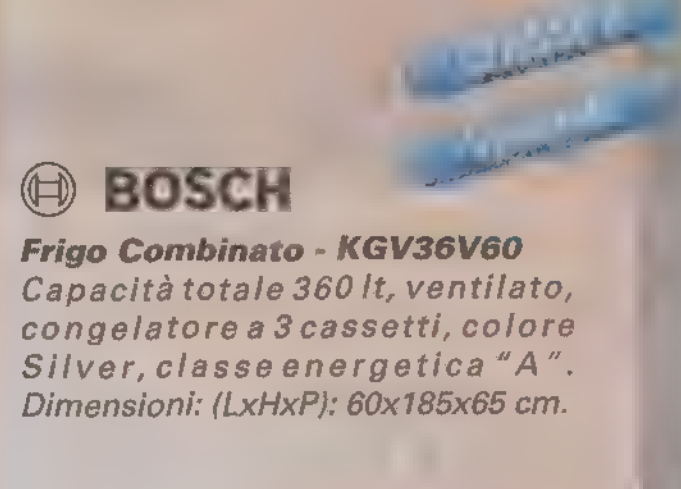 BOSCH
Frigo Combinato - KGV36V60
Capacità totale 360 lt, ventilato,
congelatore a 3 cassetti, colore
Silver, classe energetica "A".
Dimensioni: (LxHxP): 60x185x65 cm.